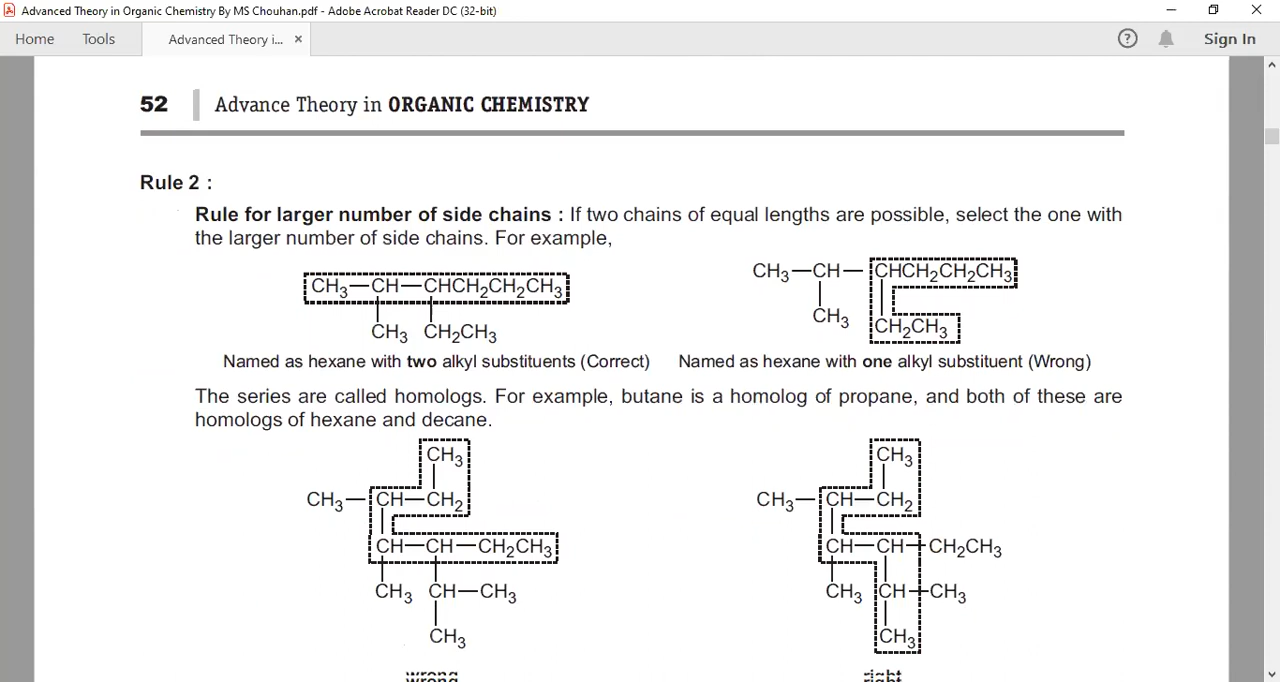 Advanced Theory in Organic Chemistry By MS Chouhan.pdf - Adobe Acrobat Reader DC (32-bit)
Home Tools Advanced Theory i... × ? Sign In
52 Advance Theory in ORGANIC CHEMISTRY
Rule 2 :
Rule for larger number of side chains : If two chains of equal lengths are possible, select the one with
the larger number of side chains. For example,
CH₃—CH—CHCH₂CH₂CH₃
CH₃ CH₂CH₃
CH₃—CH—CHCH₂CH₂CH₃
CH₃ CH₂CH₃
Named as hexane with two alkyl substituents (Correct) Named as hexane with one alkyl substituent (Wrong)
The series are called homologs. For example, butane is a homolog of propane, and both of these are
homologs of hexane and decane.
CH₃
CH₃—CH—CH₂
CH—CH—CH₂CH₃
CH₃ CH—CH₃
CH₃
wrong
CH₃
CH₃—CH—CH₂
CH—CH—CH₂CH₃
CH₃ CH—CH₃
CH₃
right